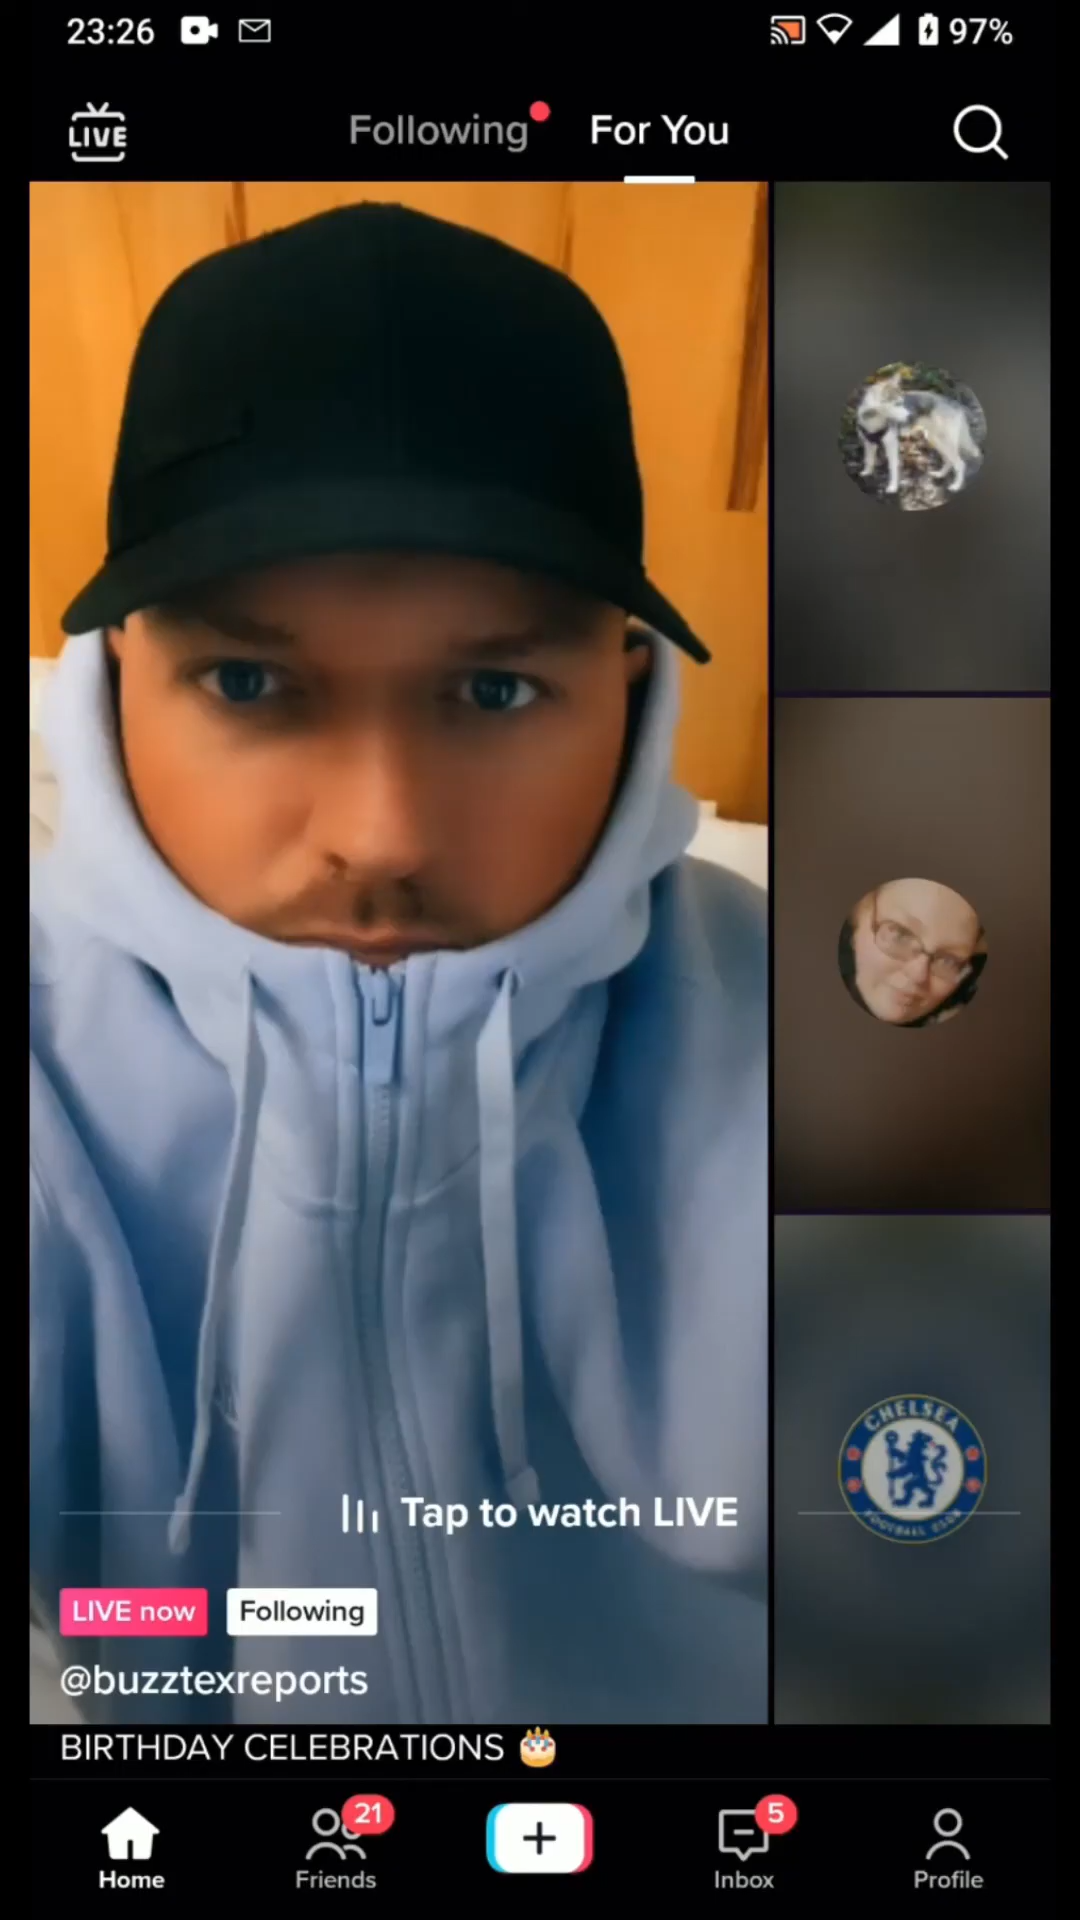 23:26
97%
LIVE
Following
For You
CHELSEA
FOOTBALL CLUB
Tap to watch LIVE
LIVE now
Following
@buzztexreports
BIRTHDAY CELEBRATIONS 🎂
21
5
Home
Friends
Inbox
Profile